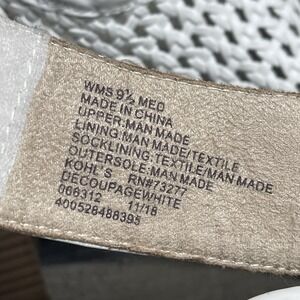 WMS 9½ MED
MADE IN CHINA
UPPER:MAN MADE
LINING:MAN MADE/TEXTILE
SOCKLINING:TEXTILE/MAN MADE
OUTERSOLE:MAN MADE
KOHL'S RN#73277
DECOUPAGEWHITE
068312 11/18
400528488395